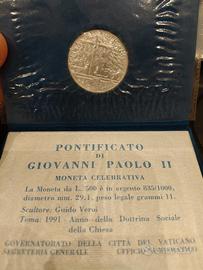 PONTIFICATO
DI
GIOVANNI PAOLO II
MONETA CELEBRATIVA
La Moneta da L. 500 è in argento 835/1000,
diametro mm. 29.1, peso legale grammi 11.
Scultore: Guido Veroi
Tema: 1991 - Anno della Dottrina Sociale
della Chiesa
GOVERNATORATO DELLA CITTÀ DEL VATICANO
SEGRETERIA GENERALE UFFICIO NUMISMATICO